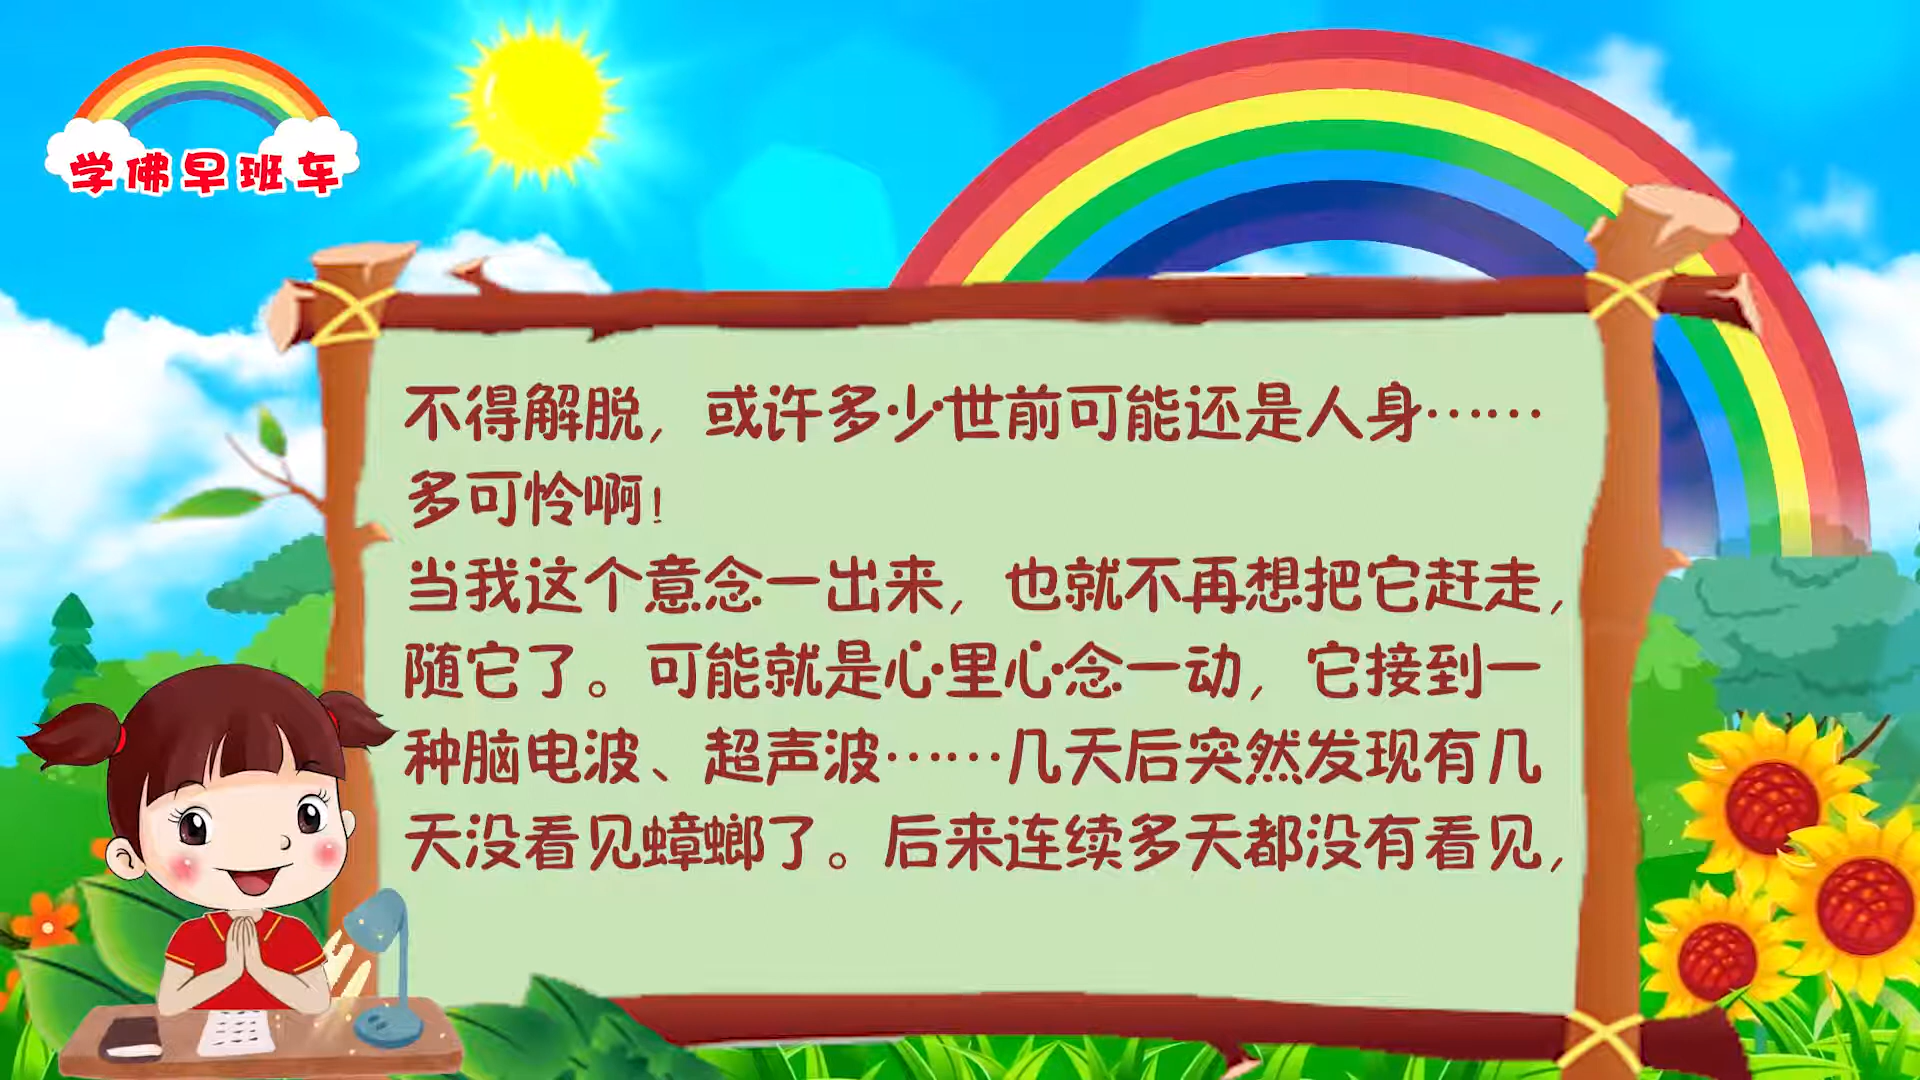 学佛早班车
不得解脱，或许多少世前可能还是人身……
多可怜啊！
当我这个意念一出来，也就不再想把它赶走，
随它了。可能就是心里心念一动，它接到一
种脑电波、超声波……几天后突然发现有几
天没看见蟑螂了。后来连续多天都没有看见，